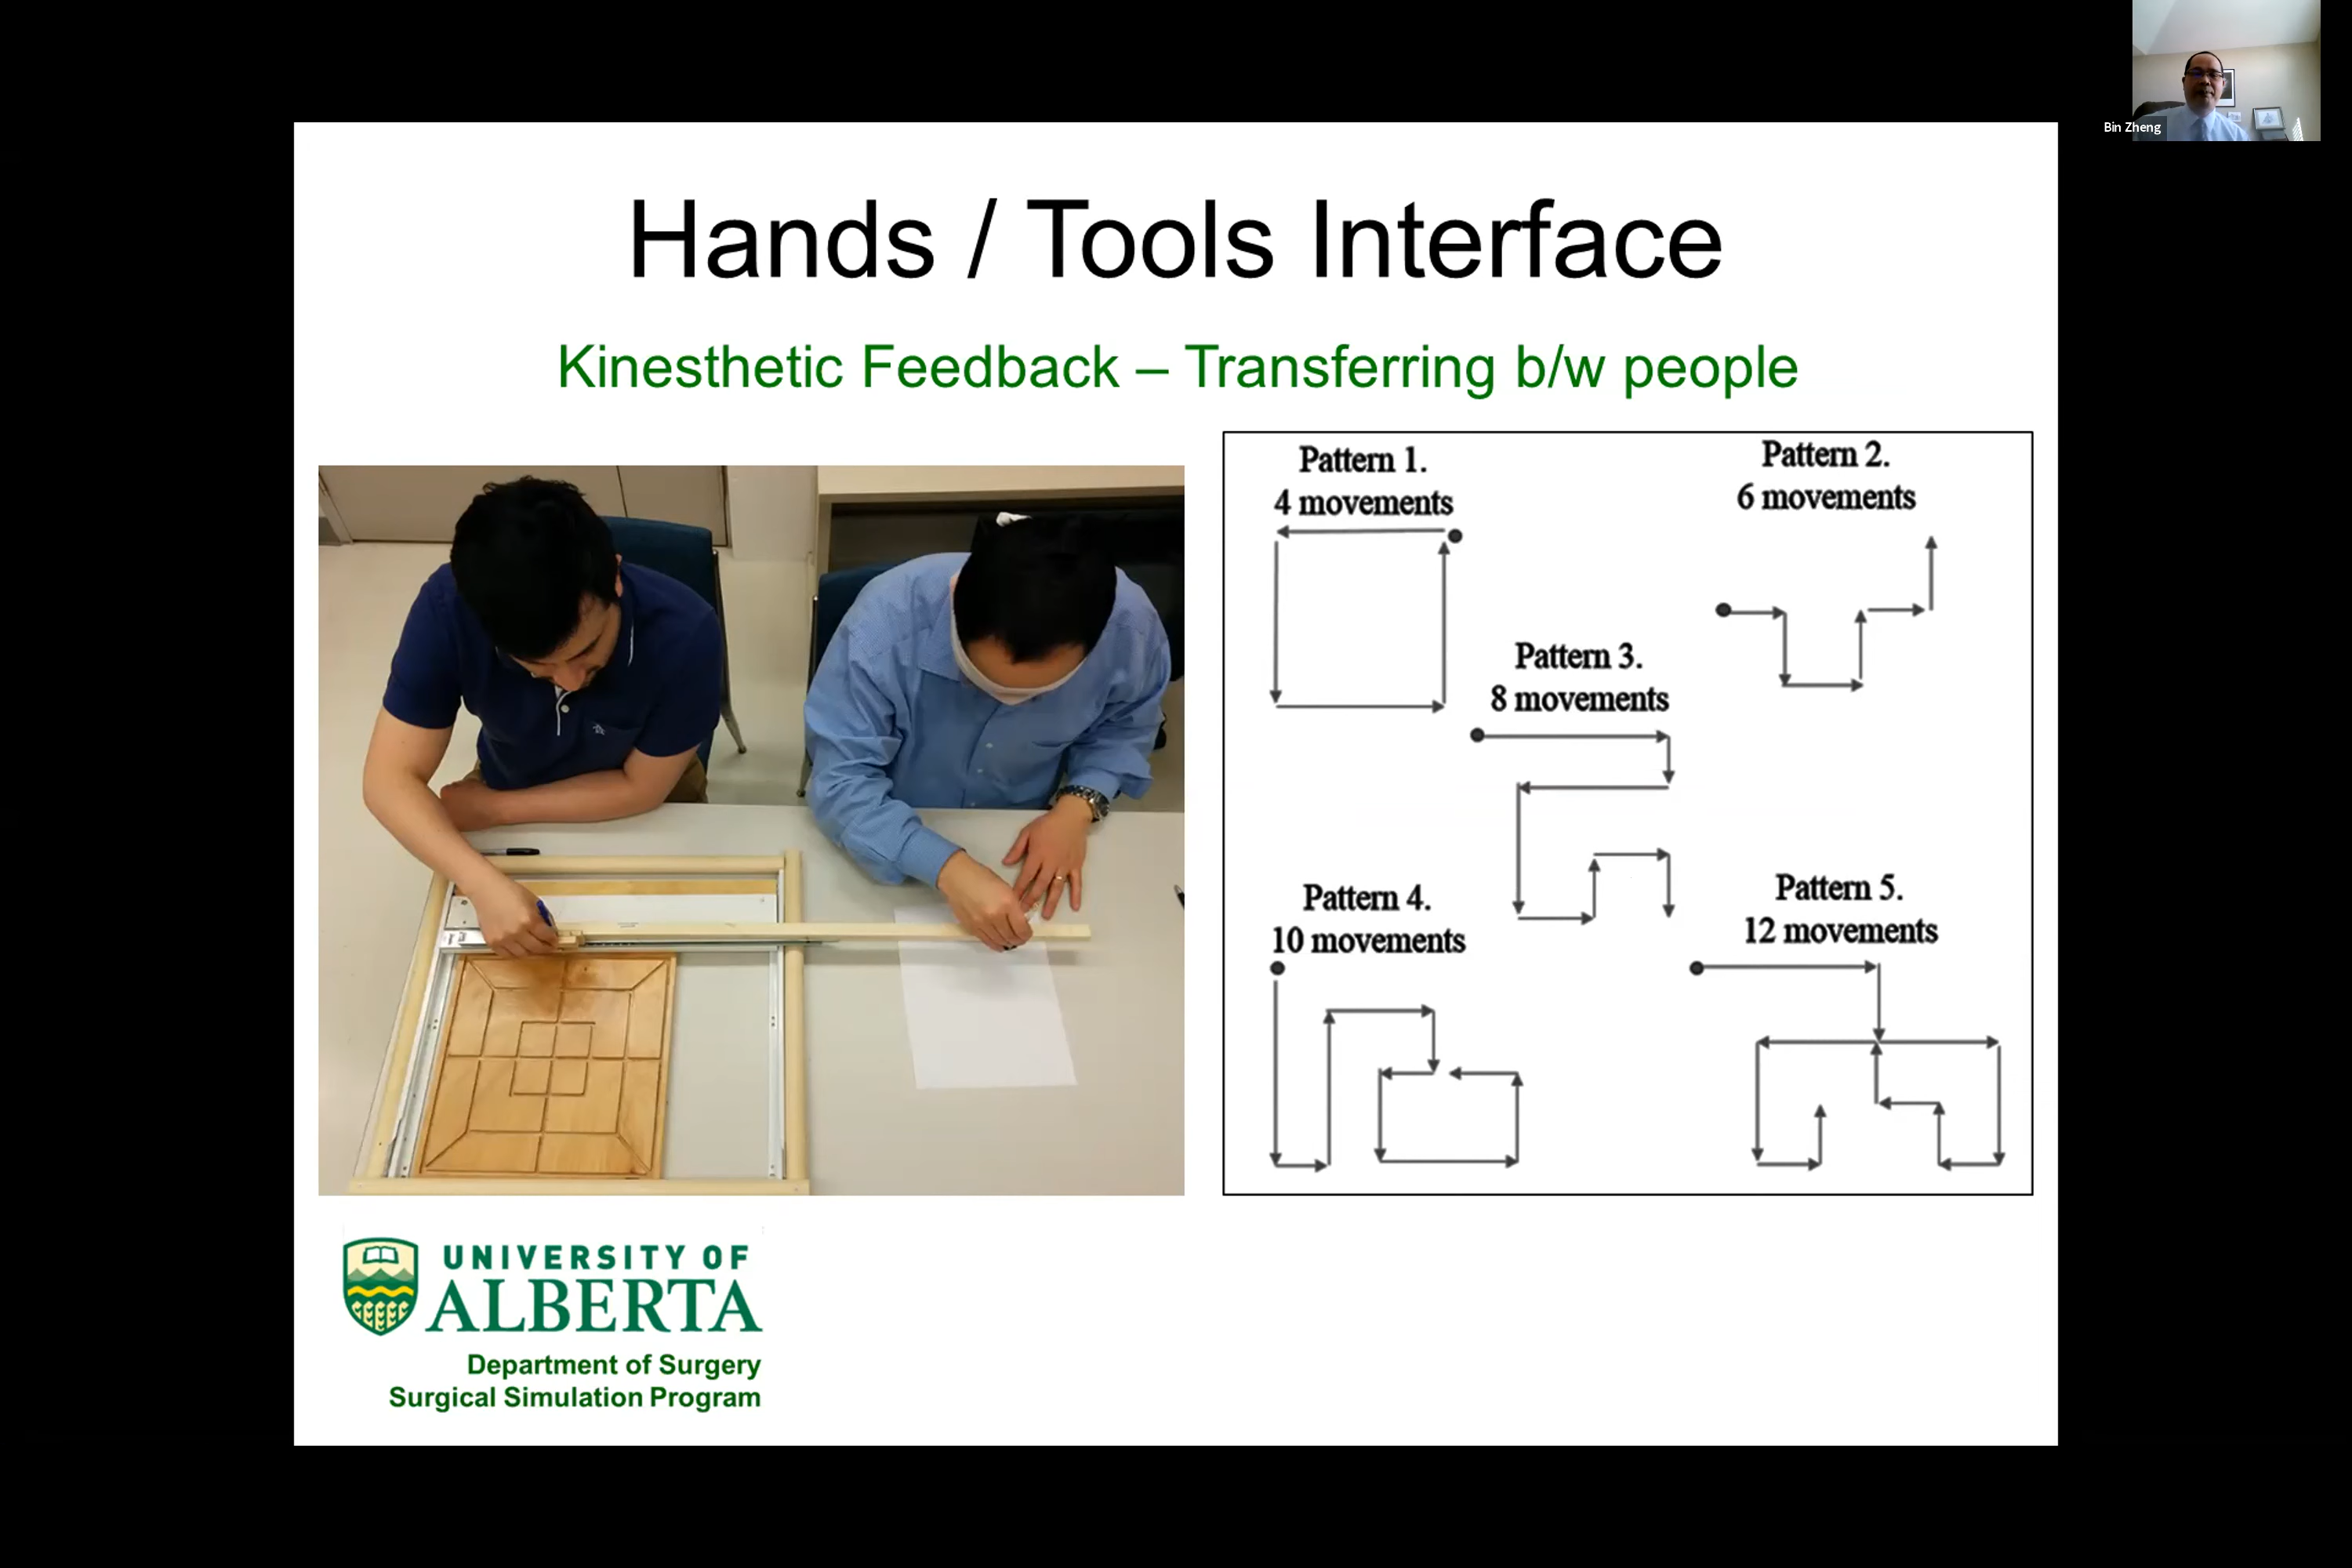 Bin Zheng
Hands / Tools Interface
Kinesthetic Feedback – Transferring b/w people
Pattern 1.
4 movements
Pattern 2.
6 movements
Pattern 3.
8 movements
Pattern 4.
10 movements
Pattern 5.
12 movements
UNIVERSITY OF
ALBERTA
Department of Surgery
Surgical Simulation Program